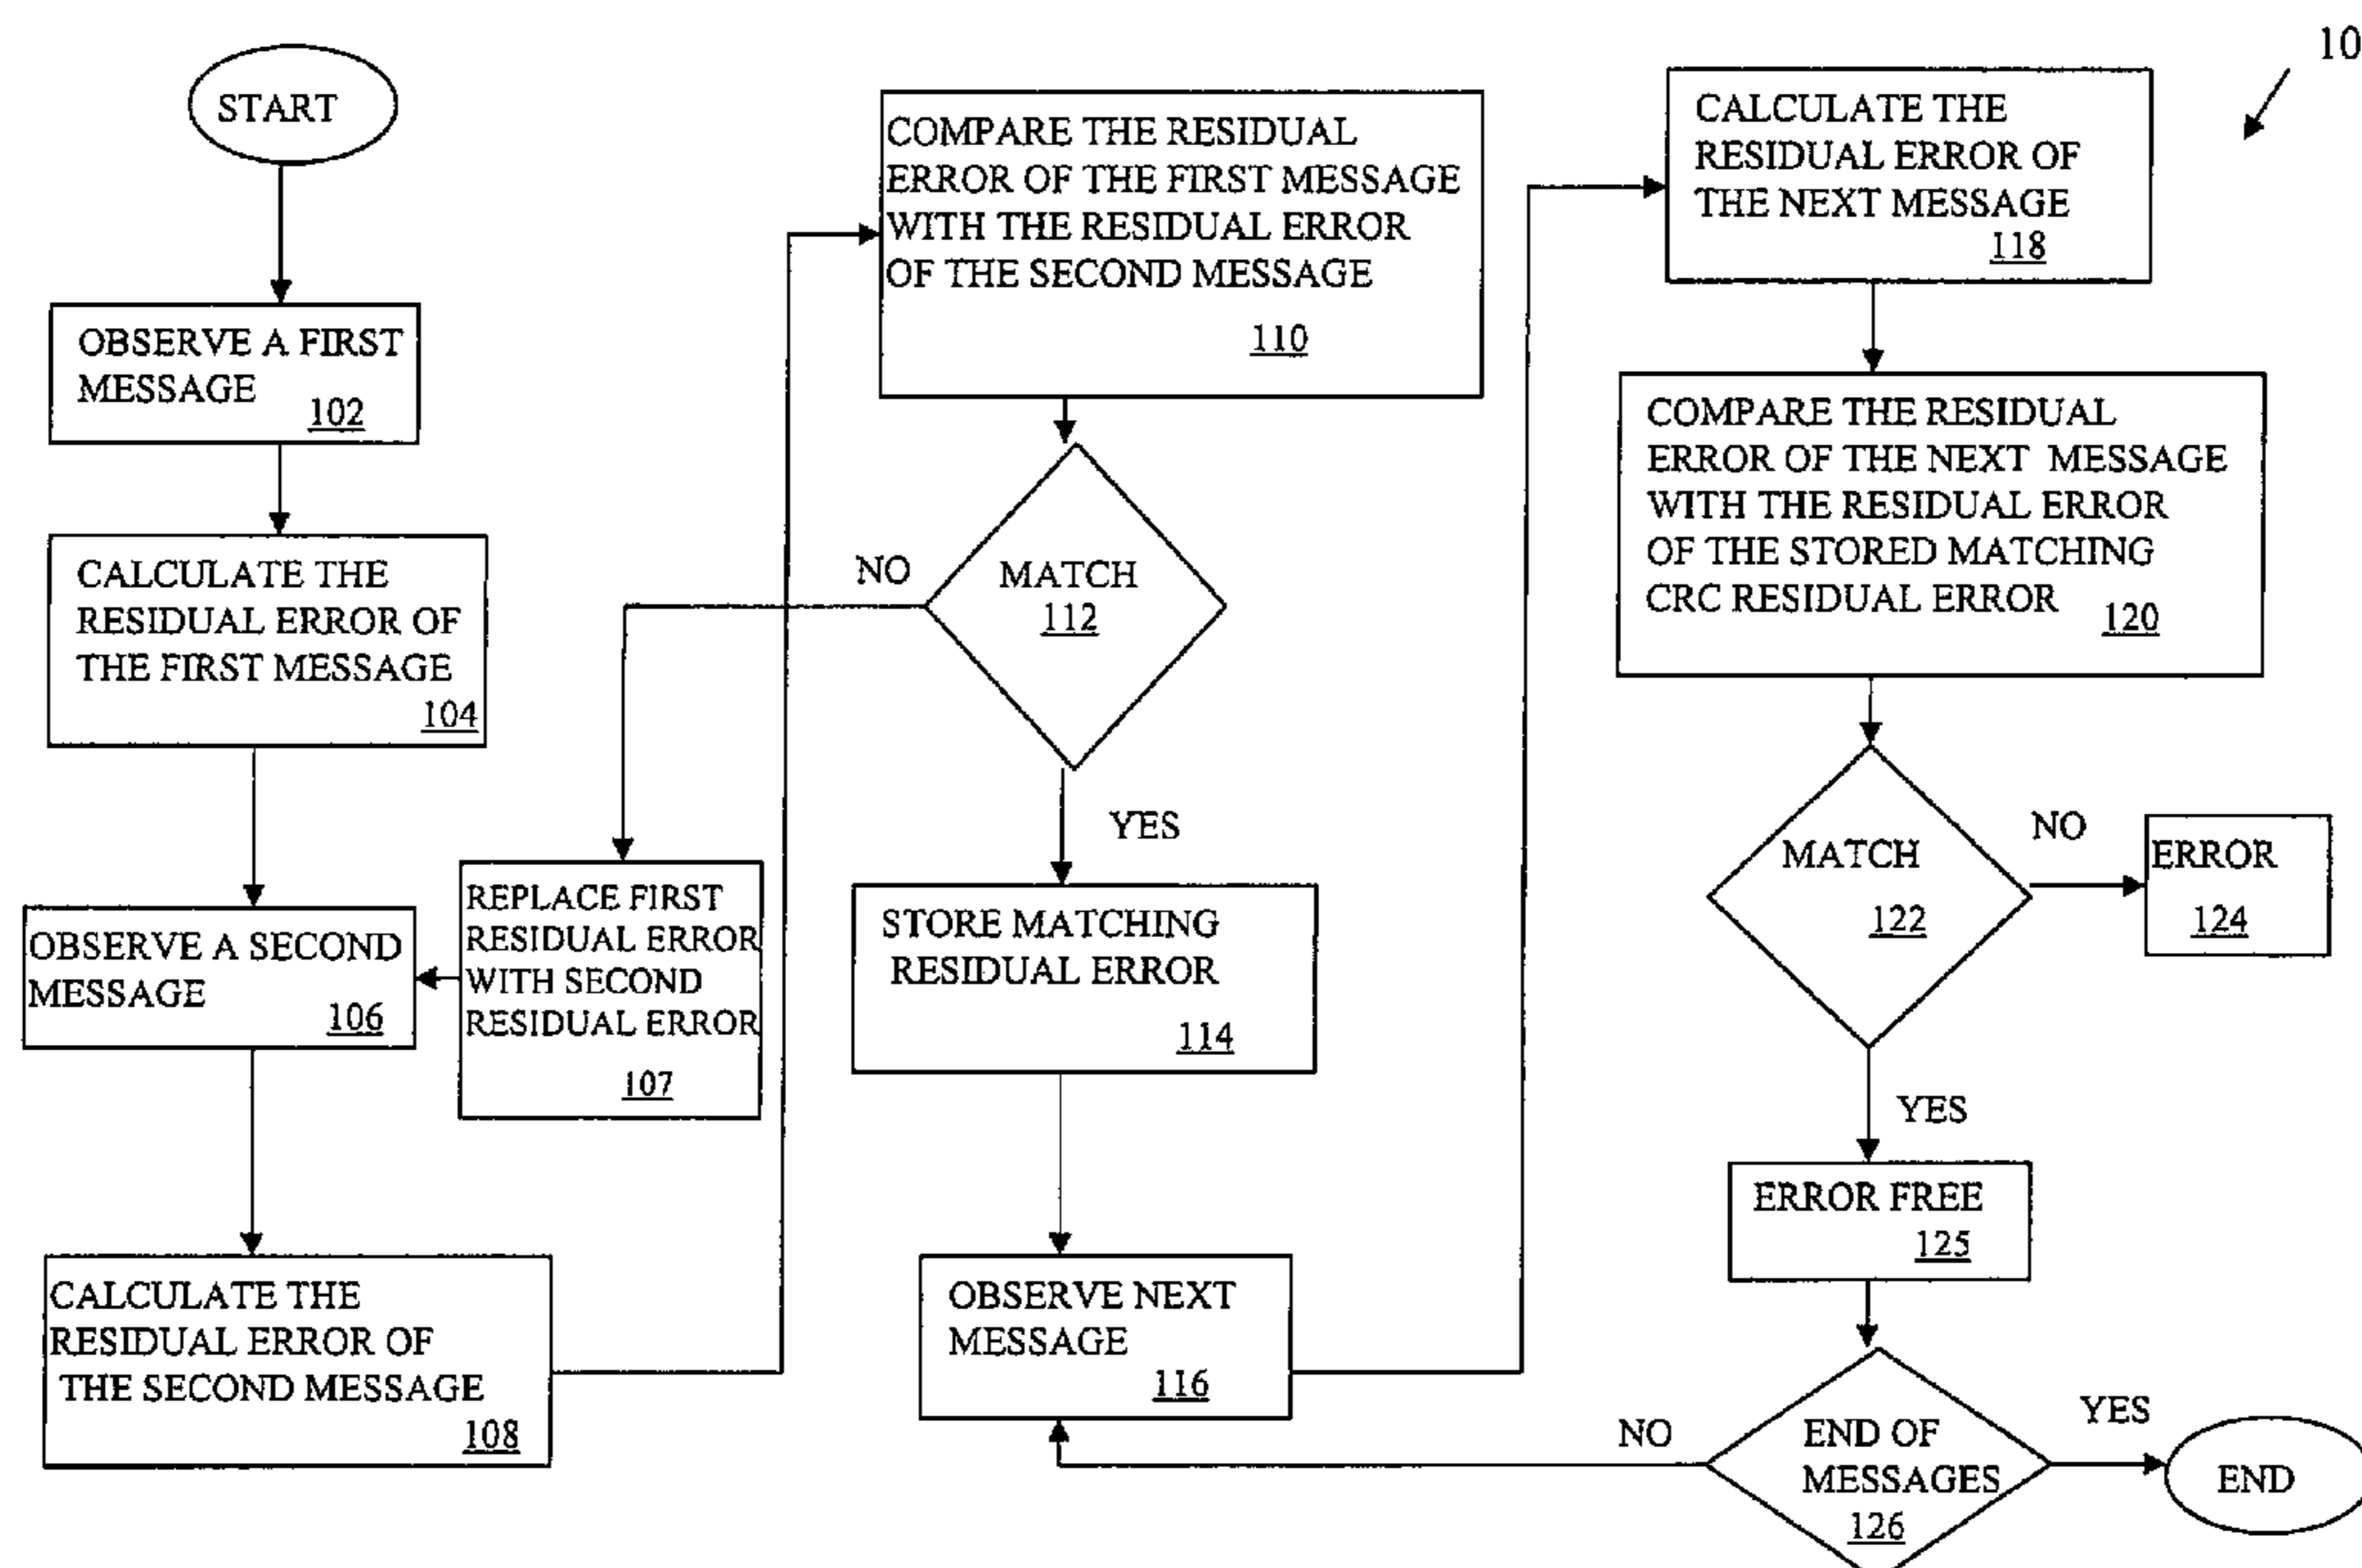 10
START
OBSERVE A FIRST
MESSAGE
102
CALCULATE THE
RESIDUAL ERROR OF
THE FIRST MESSAGE
104
OBSERVE A SECOND
MESSAGE
106
REPLACE FIRST
RESIDUAL ERROR
WITH SECOND
RESIDUAL ERROR
107
CALCULATE THE
RESIDUAL ERROR OF
THE SECOND MESSAGE
108
COMPARE THE RESIDUAL
ERROR OF THE FIRST MESSAGE
WITH THE RESIDUAL ERROR
OF THE SECOND MESSAGE
110
NO
MATCH
112
YES
STORE MATCHING
RESIDUAL ERROR
114
OBSERVE NEXT
MESSAGE
116
CALCULATE THE
RESIDUAL ERROR OF
THE NEXT MESSAGE
118
COMPARE THE RESIDUAL
ERROR OF THE NEXT MESSAGE
WITH THE RESIDUAL ERROR
OF THE STORED MATCHING
CRC RESIDUAL ERROR
120
MATCH
122
NO
ERROR
124
YES
ERROR FREE
125
NO
END OF
MESSAGES
126
YES
END